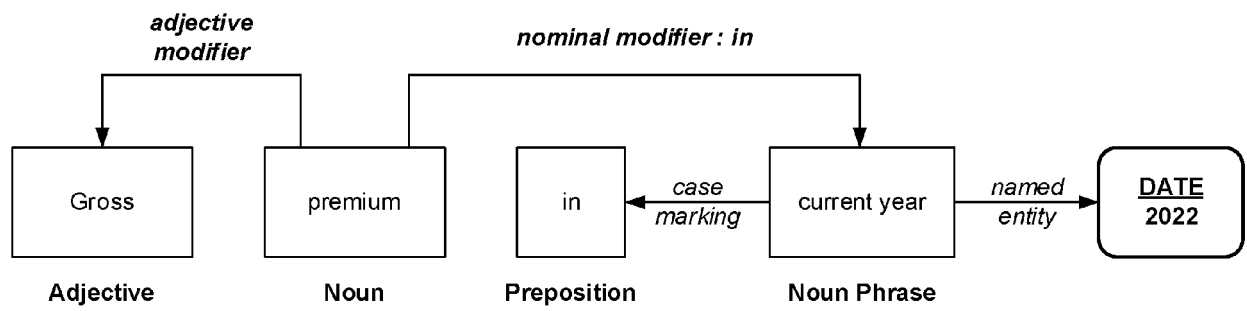 adjective
modifier
nominal modifier : in
Gross
premium
in
case
marking
current year
named
entity
DATE
2022
Adjective
Noun
Preposition
Noun Phrase